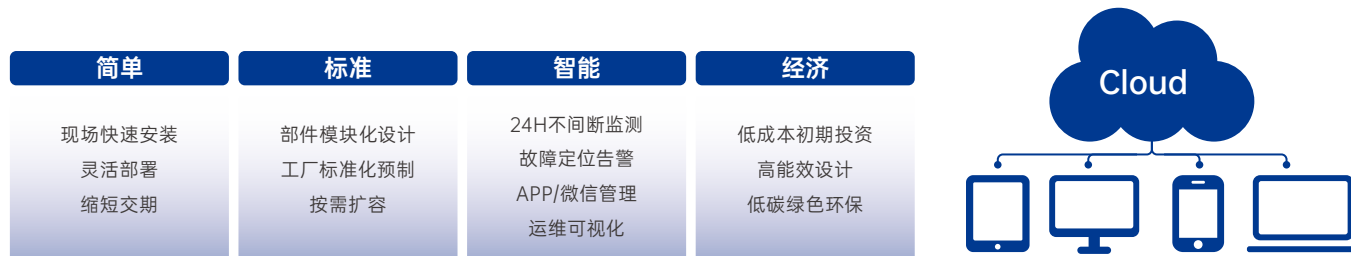 简单
现场快速安装
灵活部署
缩短交期
标准
部件模块化设计
工厂标准化预制
按需扩容
智能
24H不间断监测
故障定位告警
APP/微信管理
运维可视化
经济
低成本初期投资
高能效设计
低碳绿色环保
Cloud